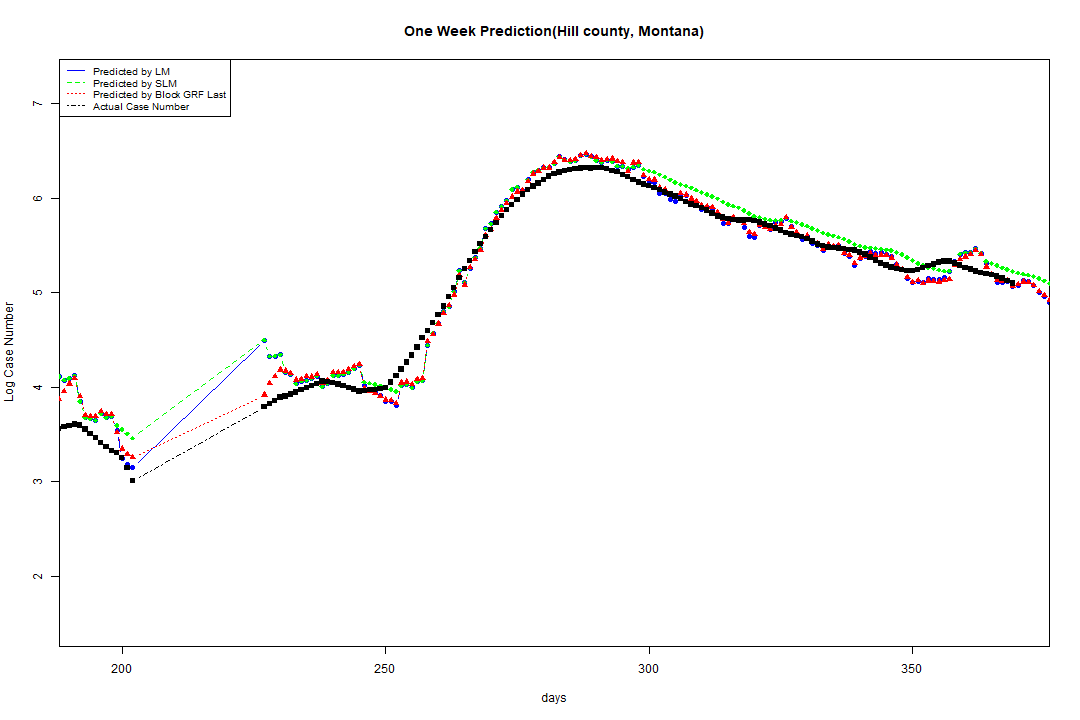 One Week Prediction(Hill county, Montana)
Predicted by LM
Predicted by SLM
Predicted by Block GRF Last
Actual Case Number
7
6
5
4
3
2
Log Case Number
200
250
300
350
days